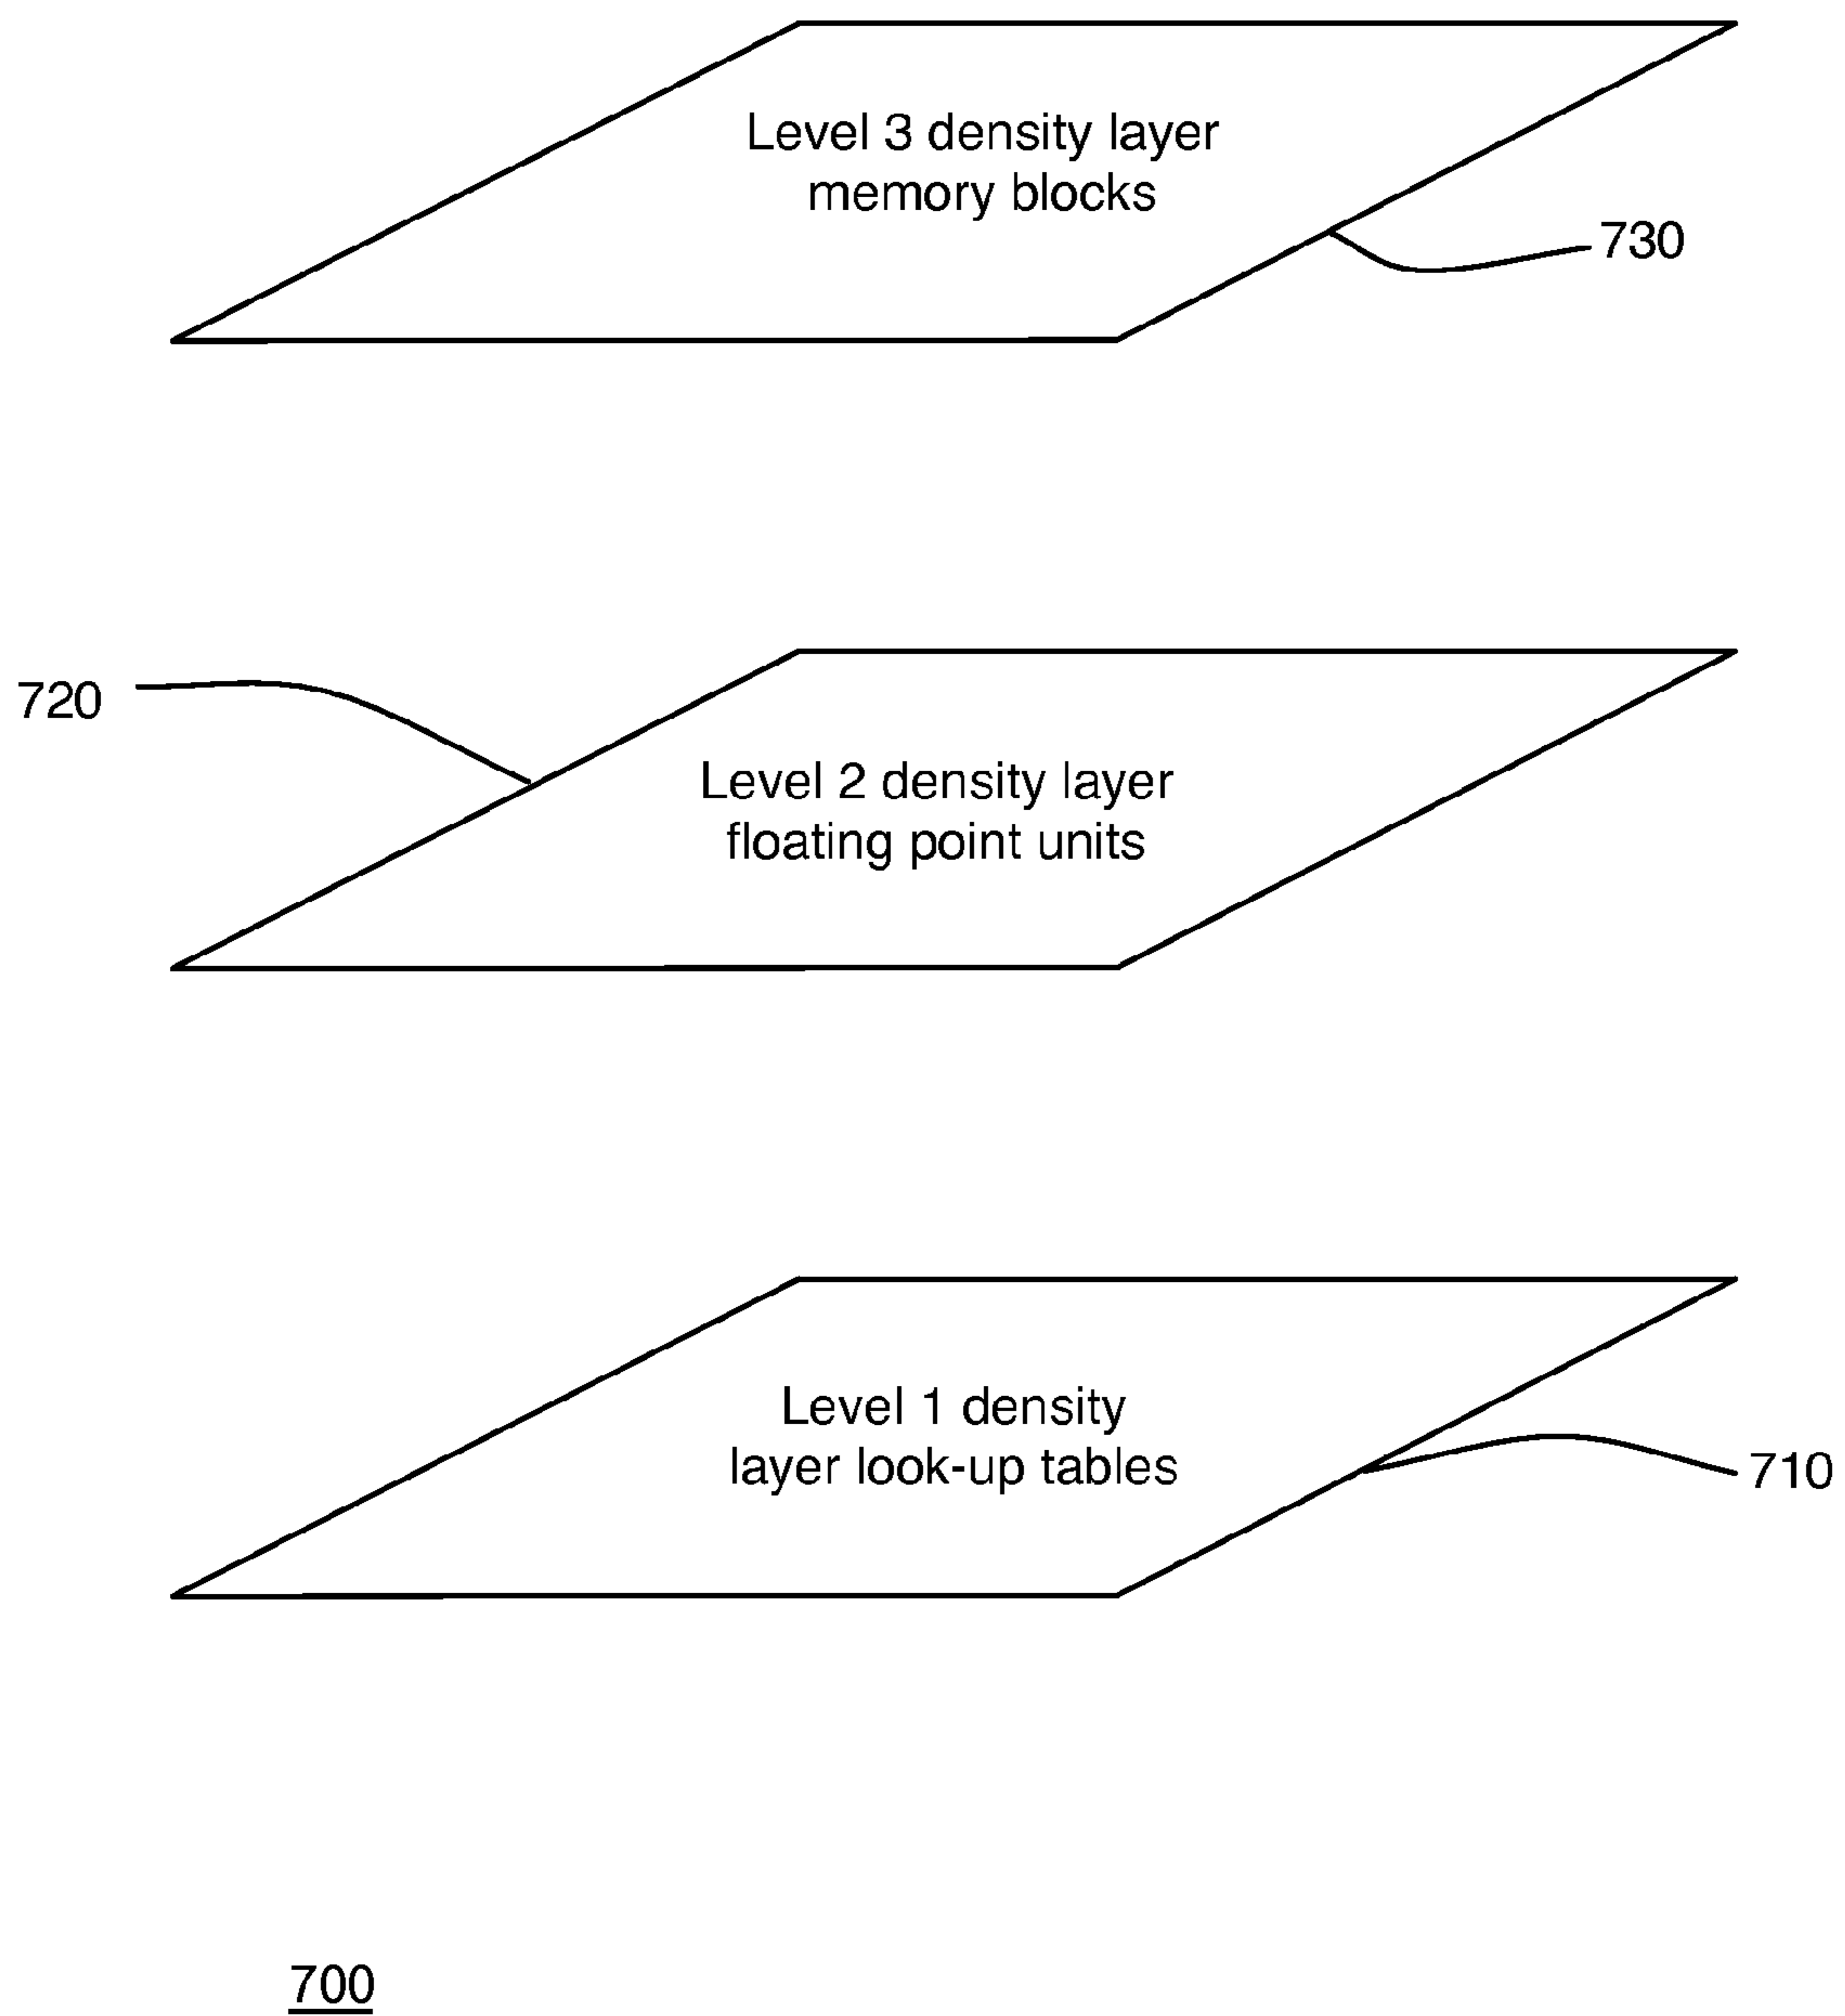 Level 3 density layer
memory blocks
730
720
Level 2 density layer
floating point units
Level 1 density
layer look-up tables
710
700